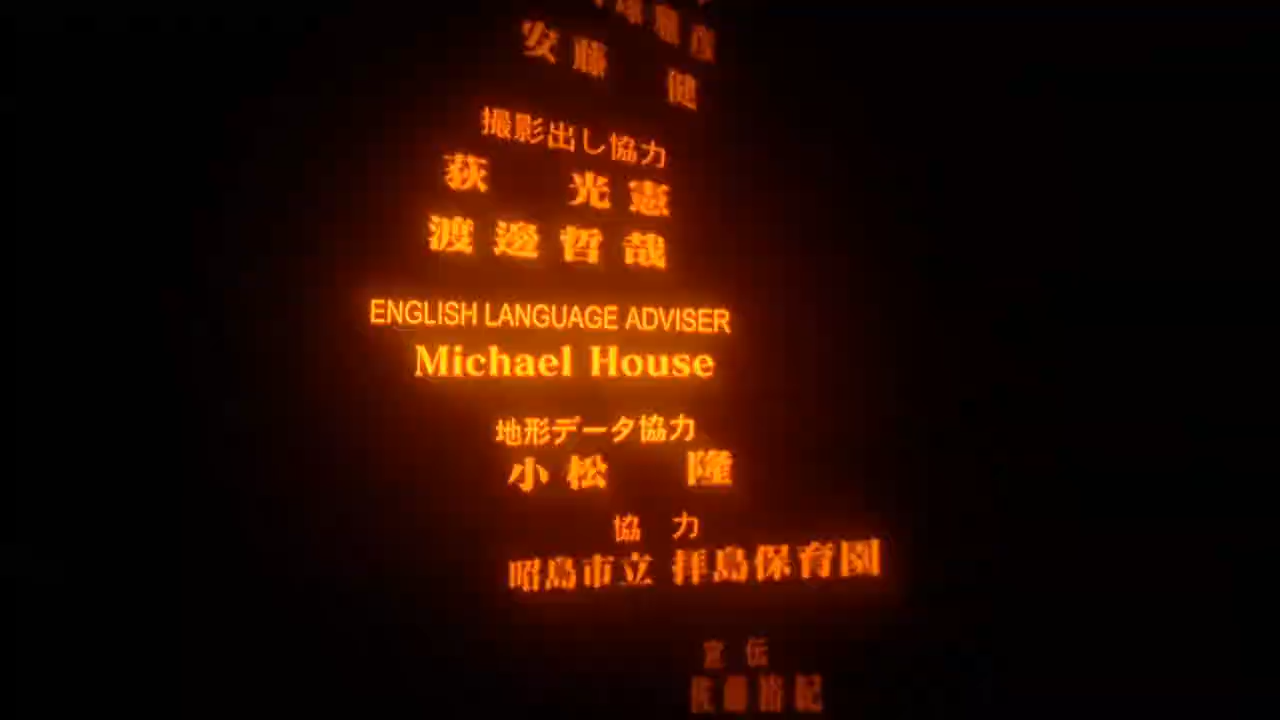 安藤 健
撮影出し協力
荻 光憲
渡邊哲哉
ENGLISH LANGUAGE ADVISER
Michael House
地形データ協力
小松 隆
協 力
昭島市立 拝島保育園
宣 伝